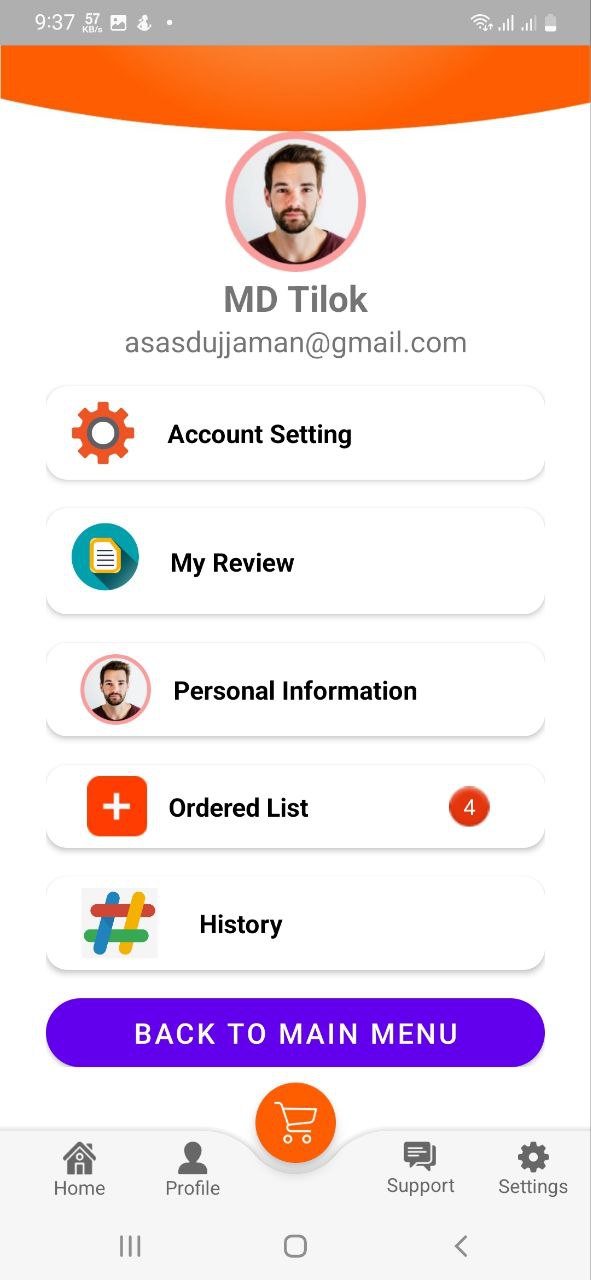 9:37 57 KB/s
MD Tilok
asasdujjaman@gmail.com
Account Setting
My Review
Personal Information
Ordered List 4
History
BACK TO MAIN MENU
Home Profile Support Settings